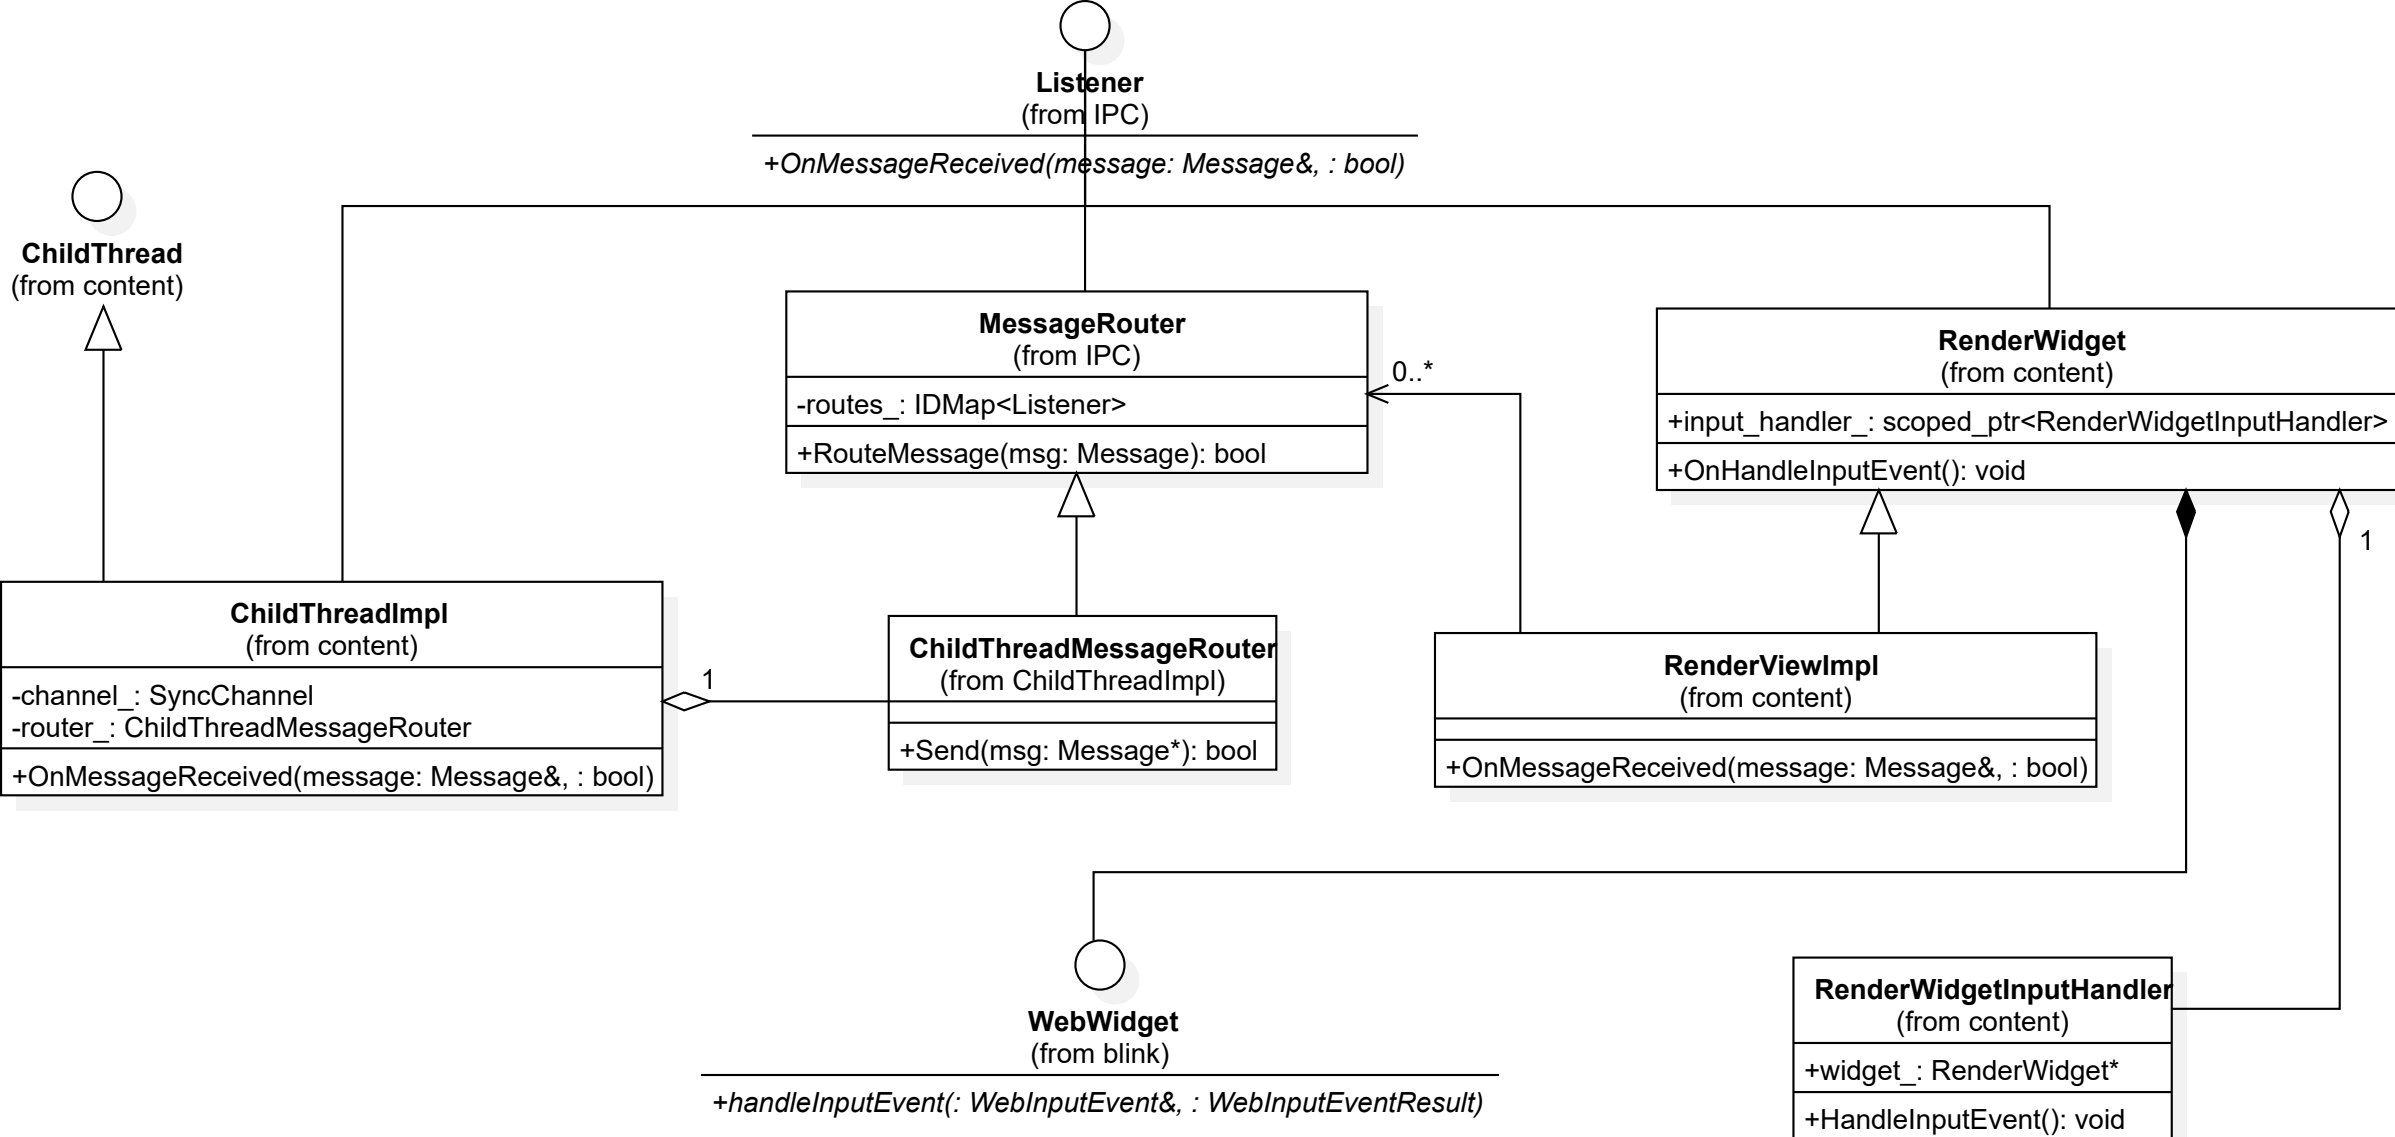 Listener
(from IPC)
+OnMessageReceived(message: Message&, : bool)
ChildThread
(from content)
MessageRouter
(from IPC)
-routes_: IDMap<Listener>
+RouteMessage(msg: Message): bool
0..*
RenderWidget
(from content)
+input_handler_: scoped_ptr<RenderWidgetInputHandler>
+OnHandleInputEvent(): void
1
ChildThreadImpl
(from content)
-channel_: SyncChannel
-router_: ChildThreadMessageRouter
+OnMessageReceived(message: Message&, : bool)
1
ChildThreadMessageRouter
(from ChildThreadImpl)
+Send(msg: Message*): bool
RenderViewImpl
(from content)
+OnMessageReceived(message: Message&, : bool)
WebWidget
(from blink)
+handleInputEvent(: WebInputEvent&, : WebInputEventResult)
RenderWidgetInputHandler
(from content)
+widget_: RenderWidget*
+HandleInputEvent(): void